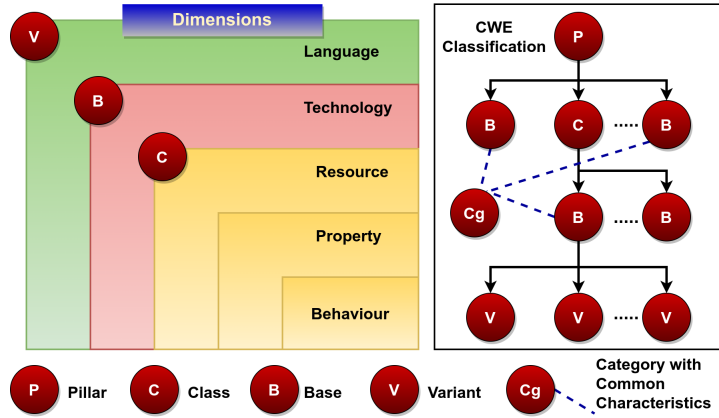 Dimensions
V
Language
B
Technology
C
Resource
Property
Behaviour
CWE
Classification
P
B
C
.....
B
Cg
B
.....
B
V
V
.....
V
P Pillar
C Class
B Base
V Variant
Cg
Category with
Common
Characteristics